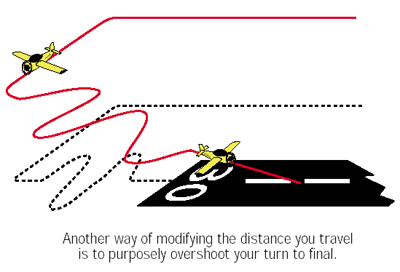 30
Another way of modifying the distance you travel
is to purposely overshoot your turn to final.